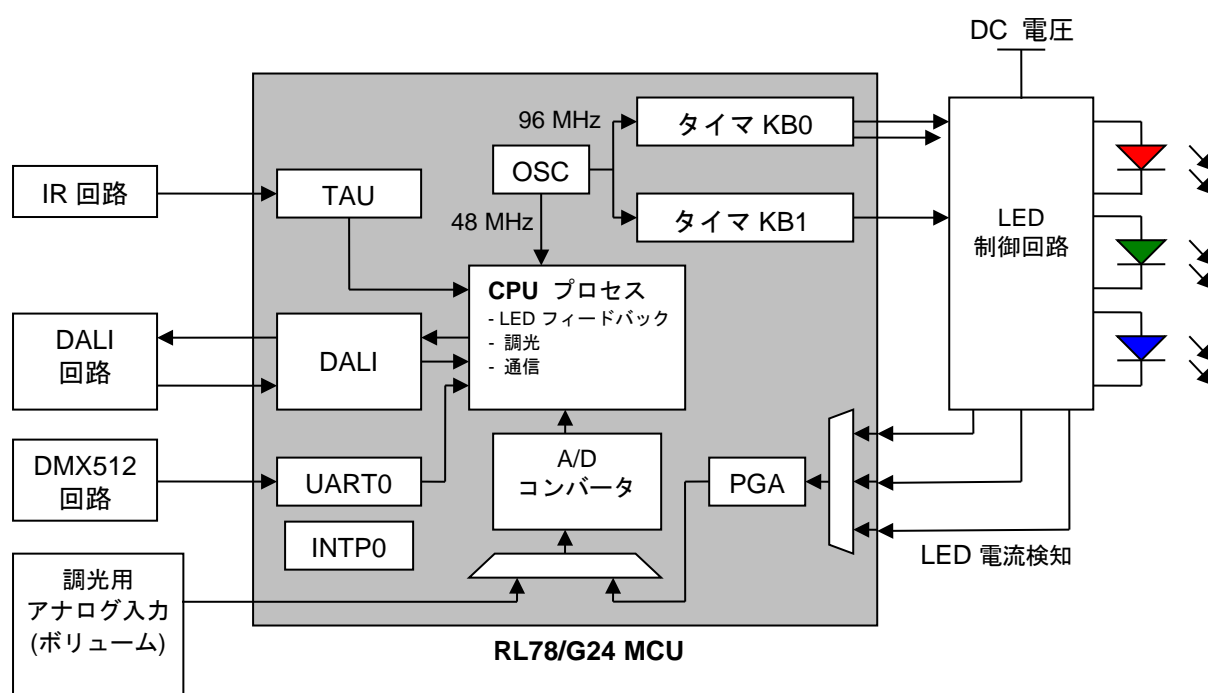 DC 電圧
96 MHz
タイマ KB0
OSC
タイマ KB1
48 MHz
IR 回路
TAU
LED
制御回路
CPU プロセス
- LED フィードバック
- 調光
- 通信
DALI
回路
DALI
DMX512
回路
UART0
A/D
コンバータ
PGA
INTP0
LED 電流検知
調光用
アナログ入力
(ボリューム)
RL78/G24 MCU